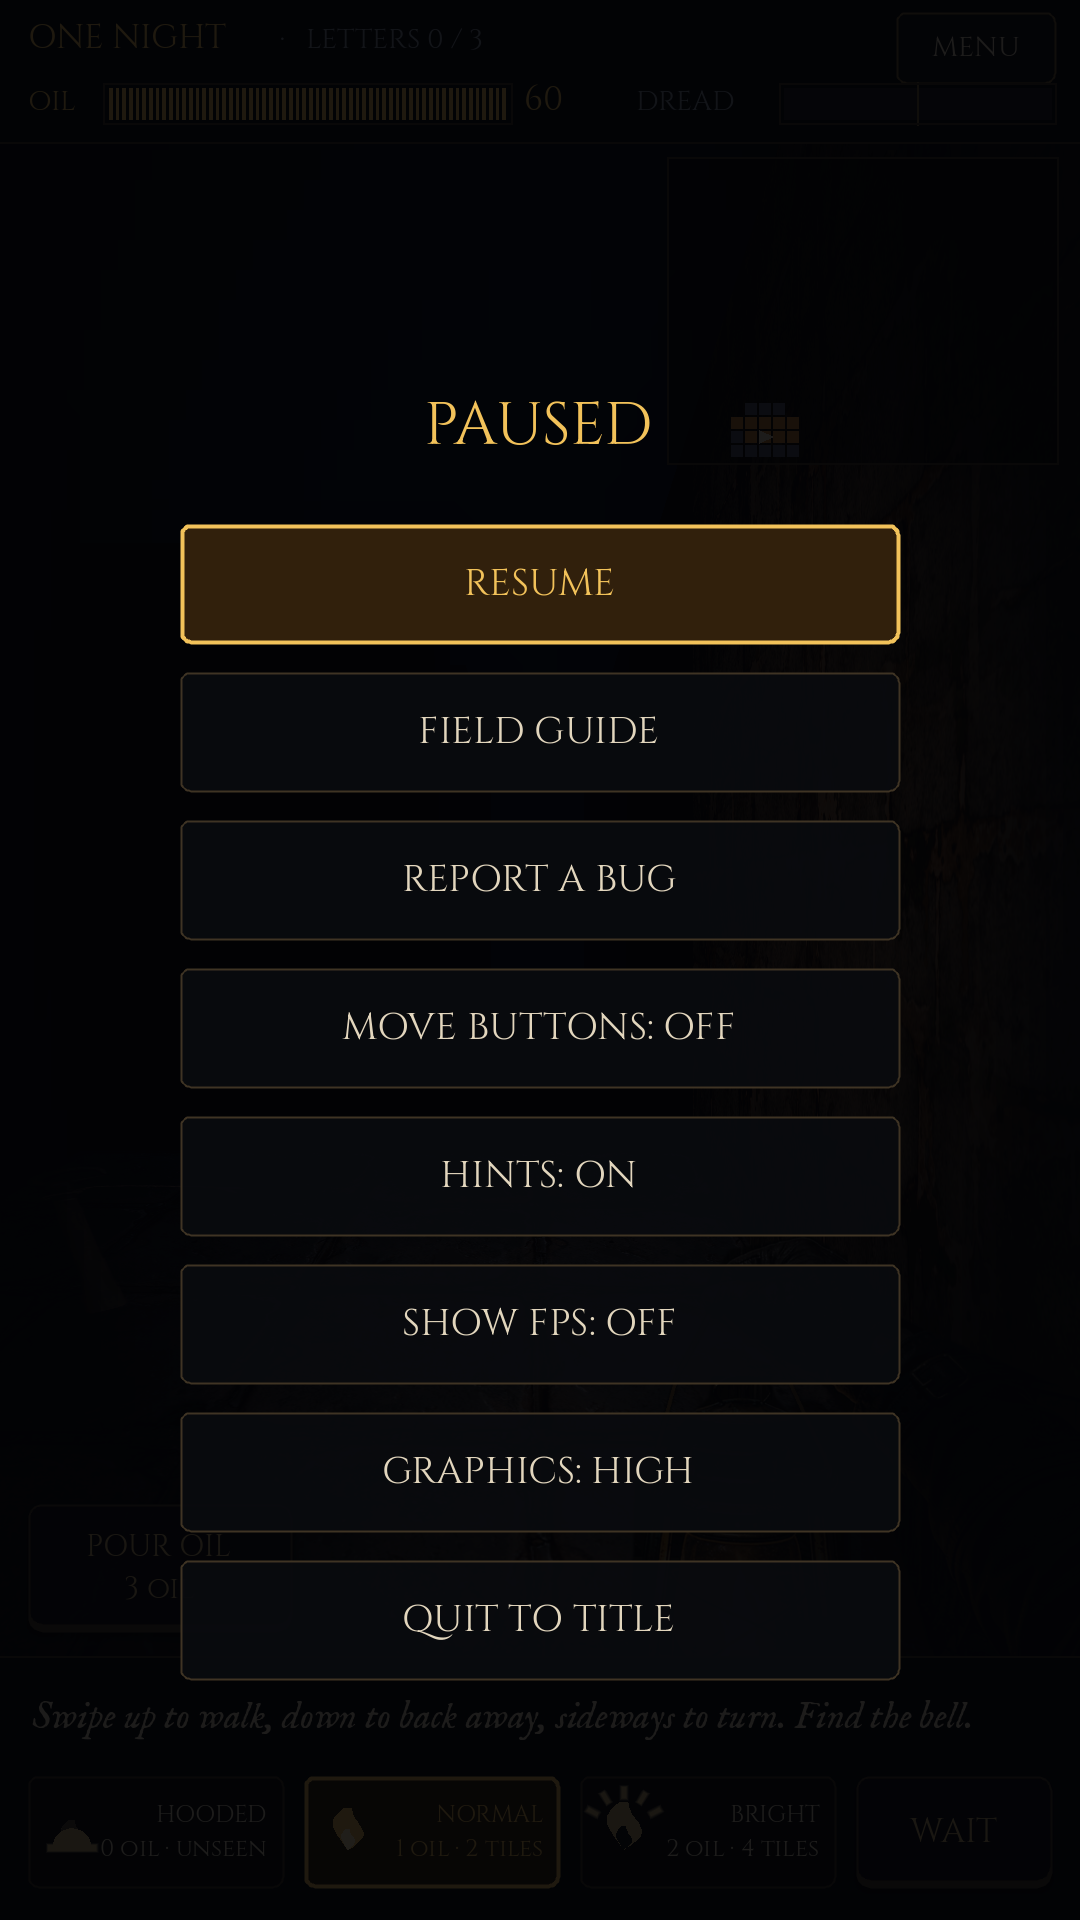 ONE NIGHT · LETTERS 0 / 3
MENU
OIL 60 DREAD
PAUSED
RESUME
FIELD GUIDE
REPORT A BUG
MOVE BUTTONS: OFF
HINTS: ON
SHOW FPS: OFF
GRAPHICS: HIGH
POUR OIL
3 OI
QUIT TO TITLE
Swipe up to walk, down to back away, sideways to turn. Find the bell.
HOODED
0 OIL · UNSEEN
NORMAL
1 OIL · 2 TILES
BRIGHT
2 OIL · 4 TILES
WAIT